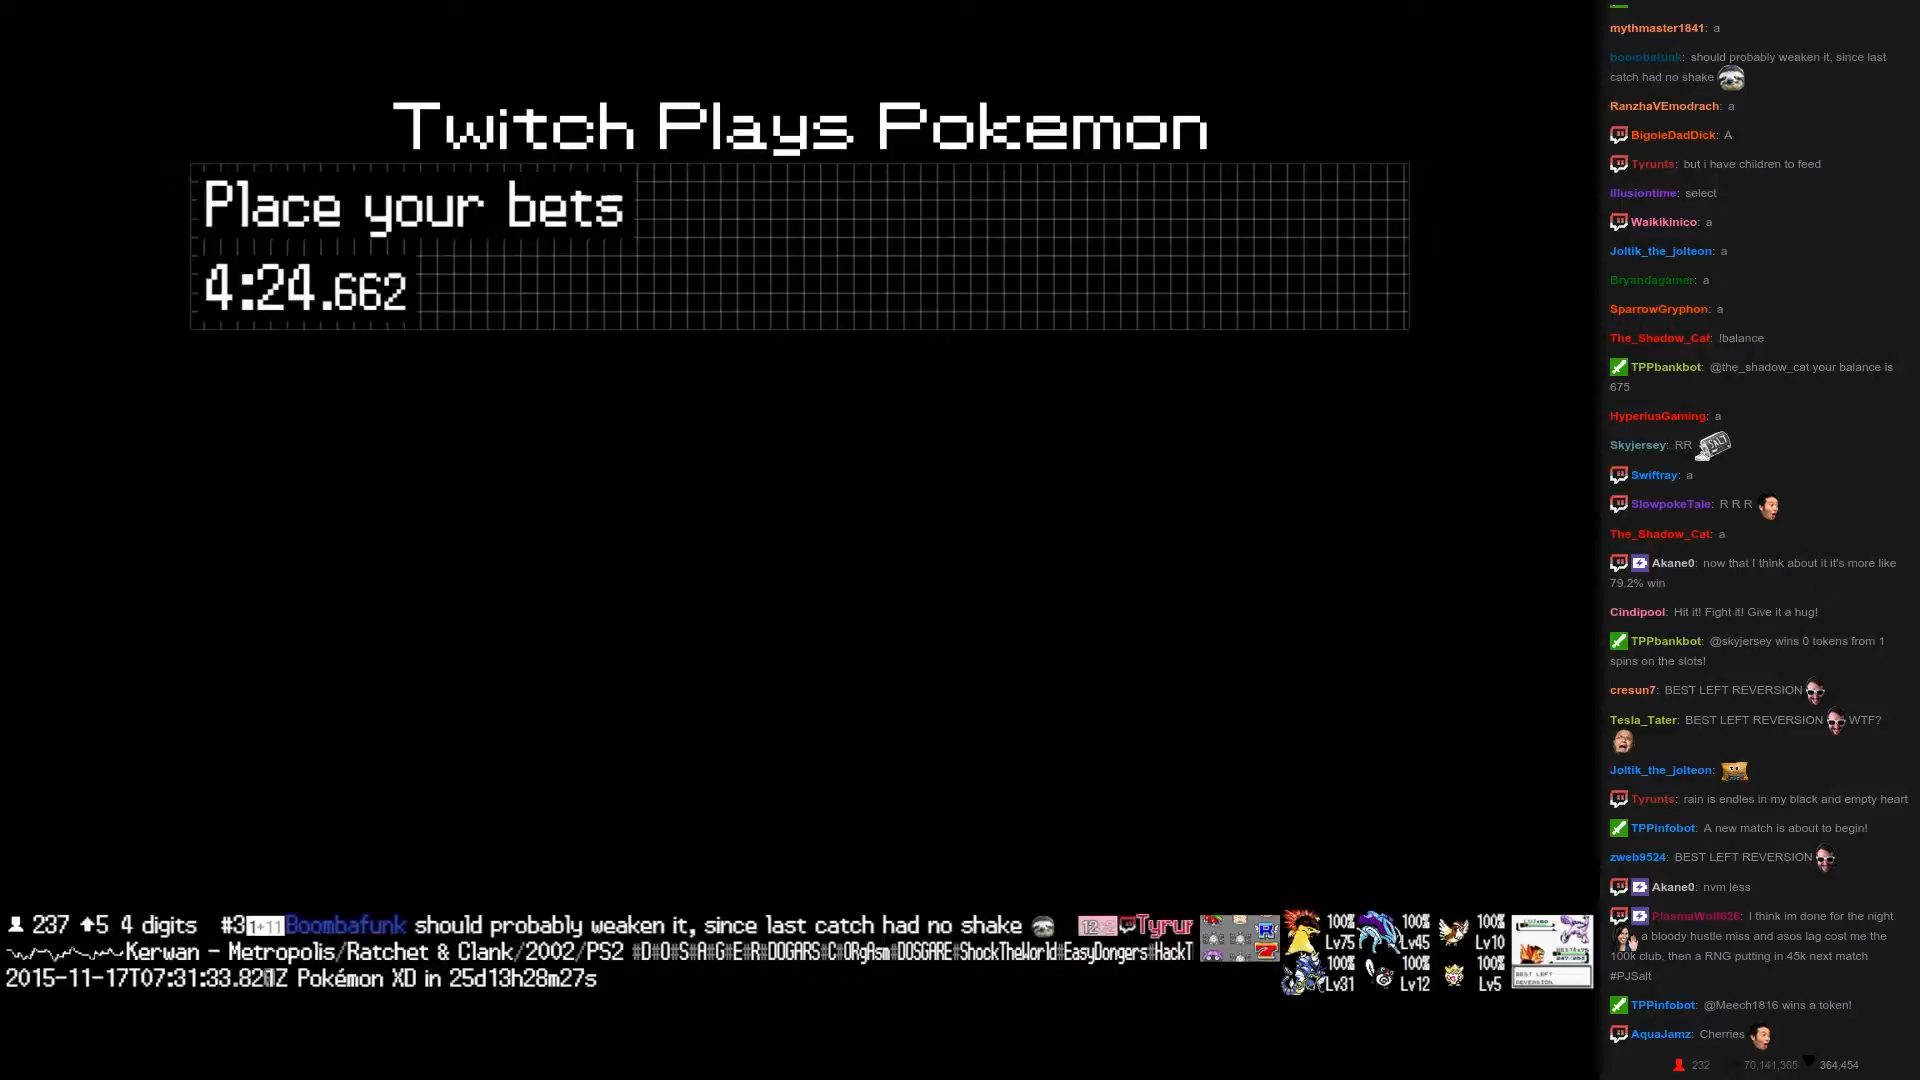 Twitch Plays Pokemon
Place your bets
4:24.662
237 5 4 digits #3 1+11 Boombafunk should probably weaken it, since last catch had no shake
Kerwan - Metropolis/Ratchet & Clank/2002/PS2 #D#O#S#A#G#E#R#DOGARS#C#ORgAsm#DOSGARE#ShockTheWorld#EasyDongers#HackT
2015-11-17T07:31:33.820Z Pokémon XD in 25d13h28m27s
100% 100% 100%
Lv75 Lv45 Lv10
100% 100% 100%
Lv31 Lv12 Lv5
BEST LEFT
REVERSION
mythmaster1841: a
boombafunk: should probably weaken it, since last
catch had no shake
RanzhaVEmodrach: a
BigoleDadDick: A
Tyrunts: but i have children to feed
illusiontime: select
Waikikinico: a
Joltik_the_jolteon: a
Bryandagamer: a
SparrowGryphon: a
The_Shadow_Cat: !balance
TPPbankbot: @the_shadow_cat your balance is
675
HyperiusGaming: a
Skyjersey: RR
Swiftray: a
SlowpokeTale: R R R
The_Shadow_Cat: a
Akane0: now that I think about it it's more like
79.2% win
Cindipool: Hit it! Fight it! Give it a hug!
TPPbankbot: @skyjersey wins 0 tokens from 1
spins on the slots!
cresun7: BEST LEFT REVERSION
Tesla_Tater: BEST LEFT REVERSION WTF?
Joltik_the_jolteon:
Tyrunts: rain is endles in my black and empty heart
TPPinfobot: A new match is about to begin!
zweb9524: BEST LEFT REVERSION
Akane0: nvm less
PlasmaWolf626: I think im done for the night
a bloody hustle miss and asos lag cost me the
100k club, then a RNG putting in 45k next match
#PJSalt
TPPinfobot: @Meech1816 wins a token!
AquaJamz: Cherries
232 70,141,365 364,454